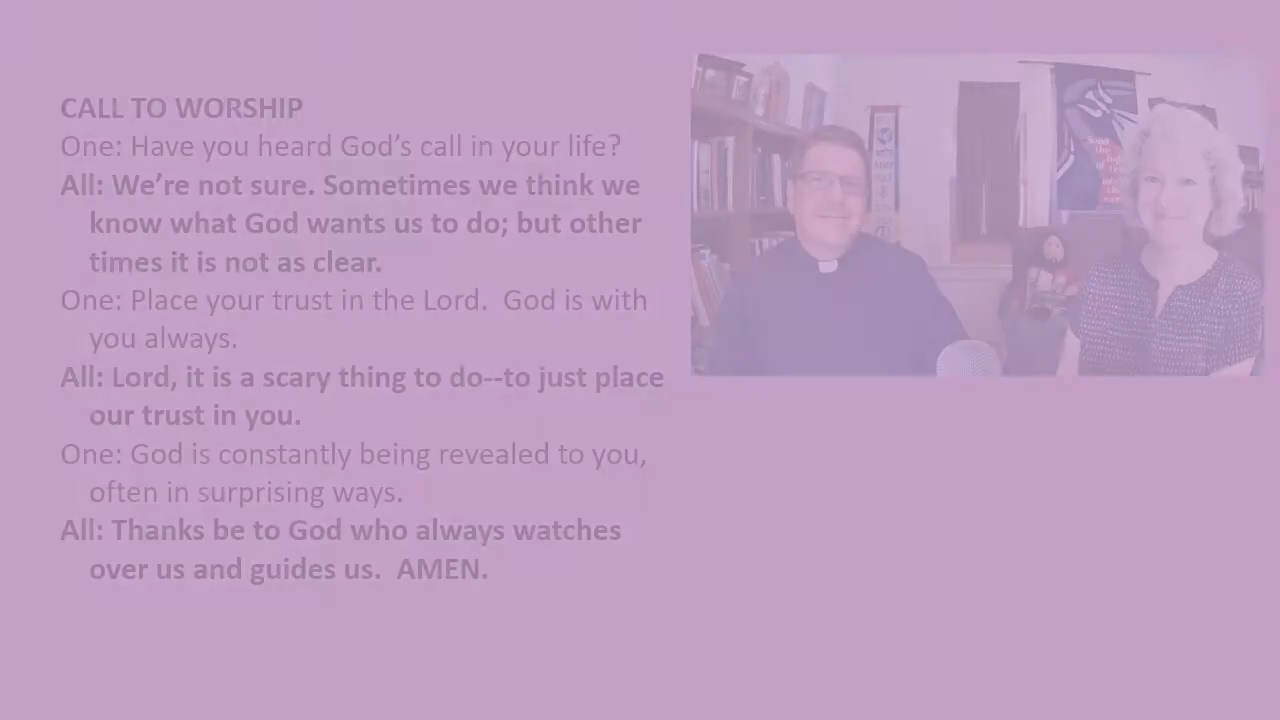 CALL TO WORSHIP
One: Have you heard God’s call in your life?
All: We’re not sure. Sometimes we think we
know what God wants us to do; but other
times it is not as clear.
One: Place your trust in the Lord.  God is with
you always.
All: Lord, it is a scary thing to do--to just place
our trust in you.
One: God is constantly being revealed to you,
often in surprising ways.
All: Thanks be to God who always watches
over us and guides us.  AMEN.